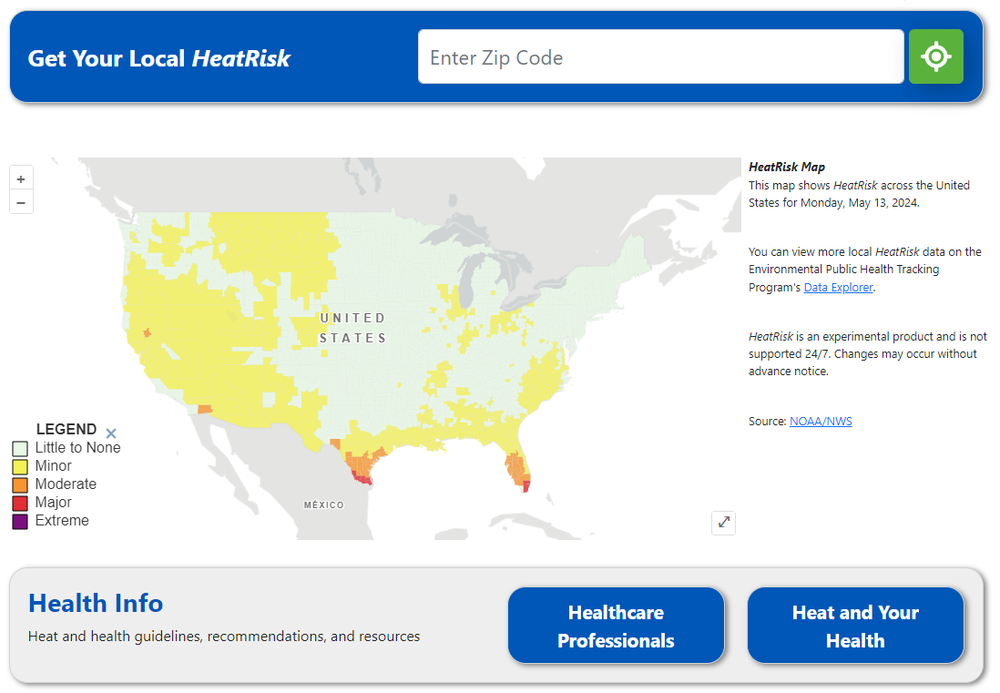 Get Your Local HeatRisk
Enter Zip Code
+
−
UNITED
STATES
MÉXICO
LEGEND ×
Little to None
Minor
Moderate
Major
Extreme
HeatRisk Map
This map shows HeatRisk across the United
States for Monday, May 13, 2024.
You can view more local HeatRisk data on the
Environmental Public Health Tracking
Program's Data Explorer.
HeatRisk is an experimental product and is not
supported 24/7. Changes may occur without
advance notice.
Source: NOAA/NWS
Health Info
Heat and health guidelines, recommendations, and resources
Healthcare
Professionals
Heat and Your
Health